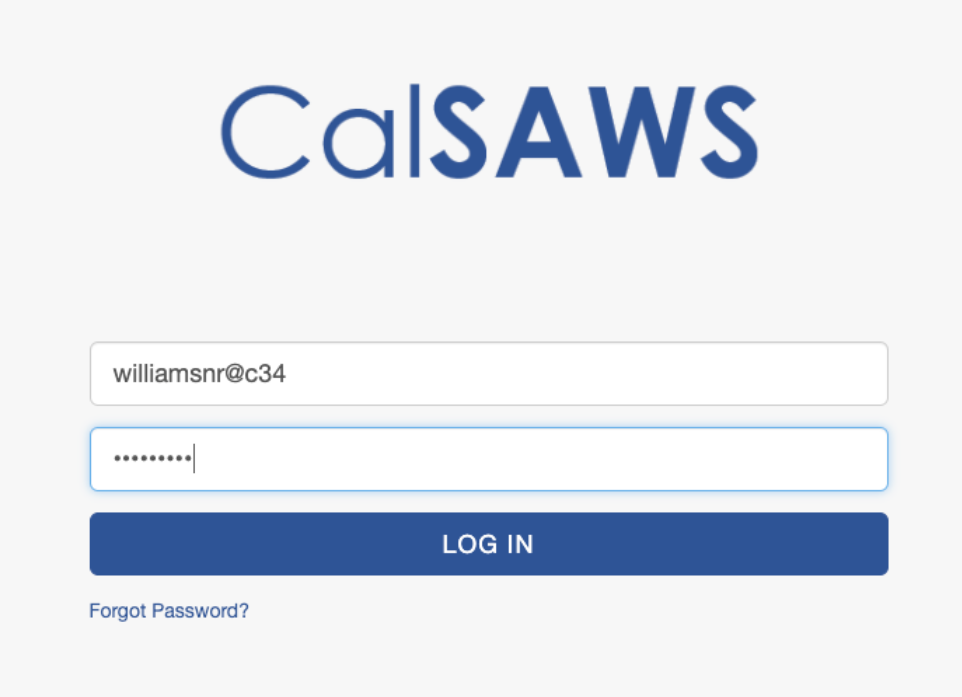 CalSAWS
williamsnr@c34
•••••••••
LOG IN
Forgot Password?